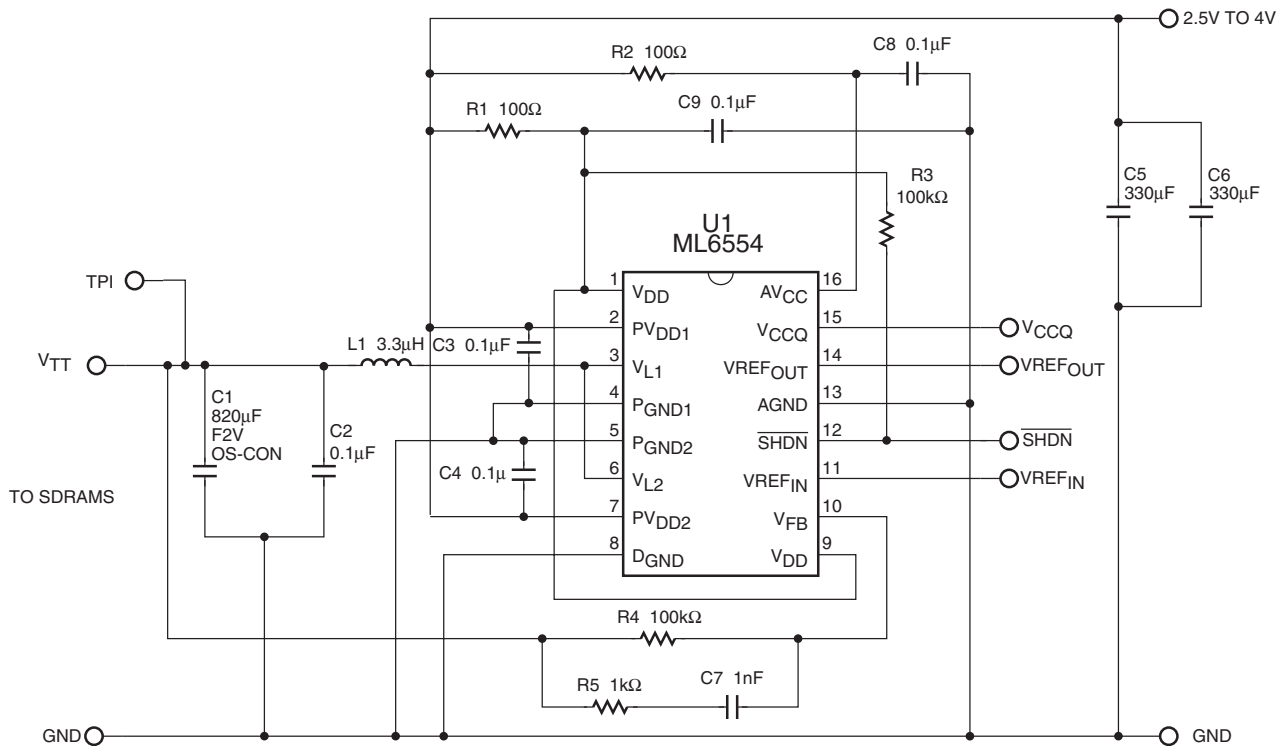 2.5V TO 4V
R2 100Ω
C8 0.1µF
R1 100Ω
C9 0.1µF
R3
100kΩ
C5
330µF
C6
330µF
U1
ML6554
TPI
VTT
L1 3.3µH
C3 0.1µF
C1
820µF
F2V
OS-CON
C2
0.1µF
C4 0.1µ
TO SDRAMS
1 VDD
2 PVDD1
3 VL1
4 PGND1
5 PGND2
6 VL2
7 PVDD2
8 DGND
AVCC 16
VCCQ 15
VREFOUT 14
AGND 13
SHDN 12
VREFIN 11
VFB 10
VDD 9
VCCQ
VREFOUT
SHDN
VREFIN
R4 100kΩ
R5 1kΩ
C7 1nF
GND
GND